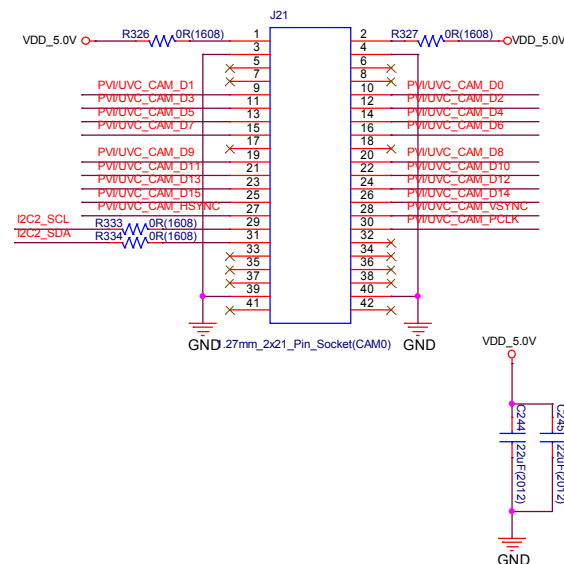 J21
VDD_5.0V R326 0R(1608) 1 2 R327 0R(1608) VDD_5.0V
3 4
5 6
7 8
PVI/UVC_CAM_D1 9 10 PVI/UVC_CAM_D0
PVI/UVC_CAM_D3 11 12 PVI/UVC_CAM_D2
PVI/UVC_CAM_D5 13 14 PVI/UVC_CAM_D4
PVI/UVC_CAM_D7 15 16 PVI/UVC_CAM_D6
17 18
PVI/UVC_CAM_D9 19 20 PVI/UVC_CAM_D8
PVI/UVC_CAM_D11 21 22 PVI/UVC_CAM_D10
PVI/UVC_CAM_D13 23 24 PVI/UVC_CAM_D12
PVI/UVC_CAM_D15 25 26 PVI/UVC_CAM_D14
PVI/UVC_CAM_HSYNC 27 28 PVI/UVC_CAM_VSYNC
I2C2_SCL R333 0R(1608) 29 30 PVI/UVC_CAM_PCLK
I2C2_SDA R334 0R(1608) 31 32
33 34
35 36
37 38
39 40
41 42
GND 1.27mm_2x21_Pin_Socket(CAM0) GND
VDD_5.0V
C244 22uF(2012)
C245 22uF(2012)
GND